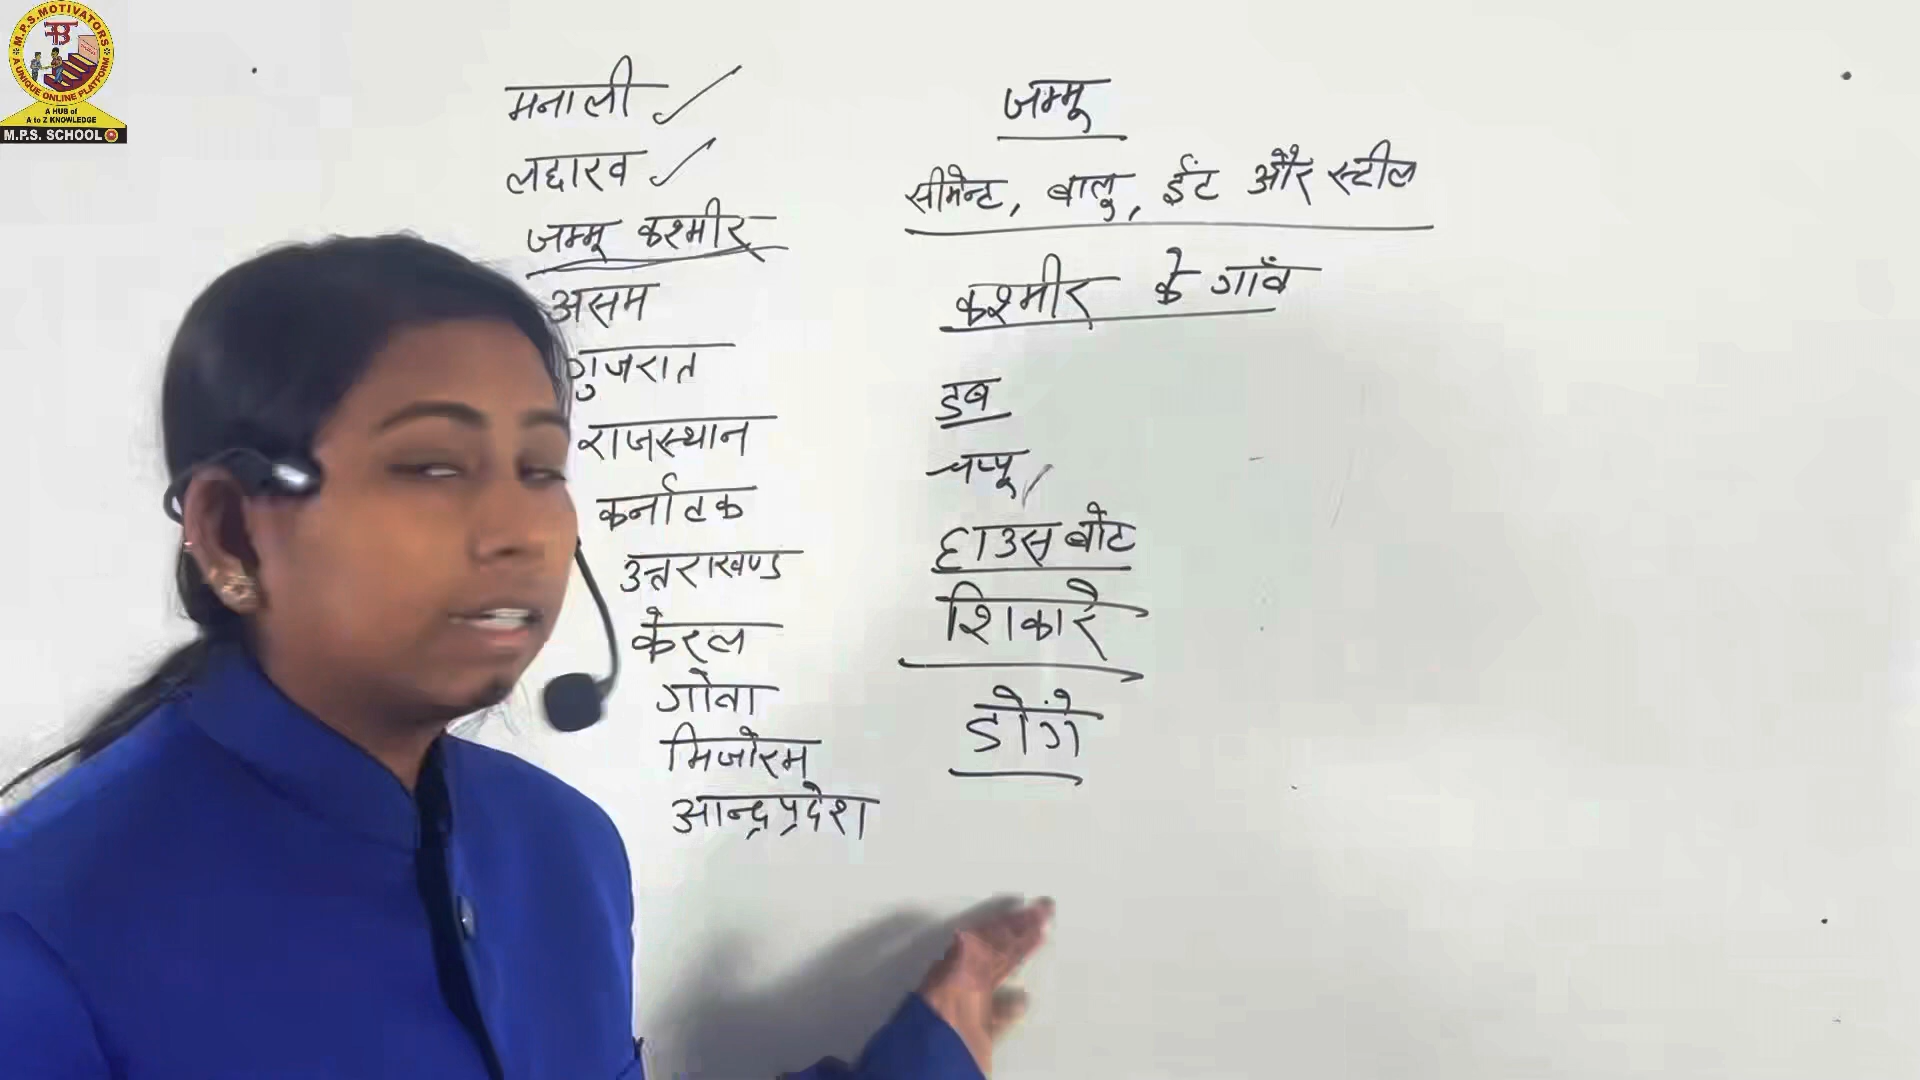 M.P.S. MOTIVATORS
A UNIQUE ONLINE PLATFORM
A HUB of
A to Z KNOWLEDGE
M.P.S. SCHOOL
मनाली
लद्दाख
जम्मू कश्मीर
असम
गुजरात
राजस्थान
कर्नाटक
उत्तराखण्ड
केरल
गोवा
मिजोरम
आन्द्रप्रदेश
जम्मू
सीमेन्ट, बालु, ईंट और स्टील
कश्मीर के गाँव
डब
चप्पू
हाउस बोट
शिकारे
डोंगे